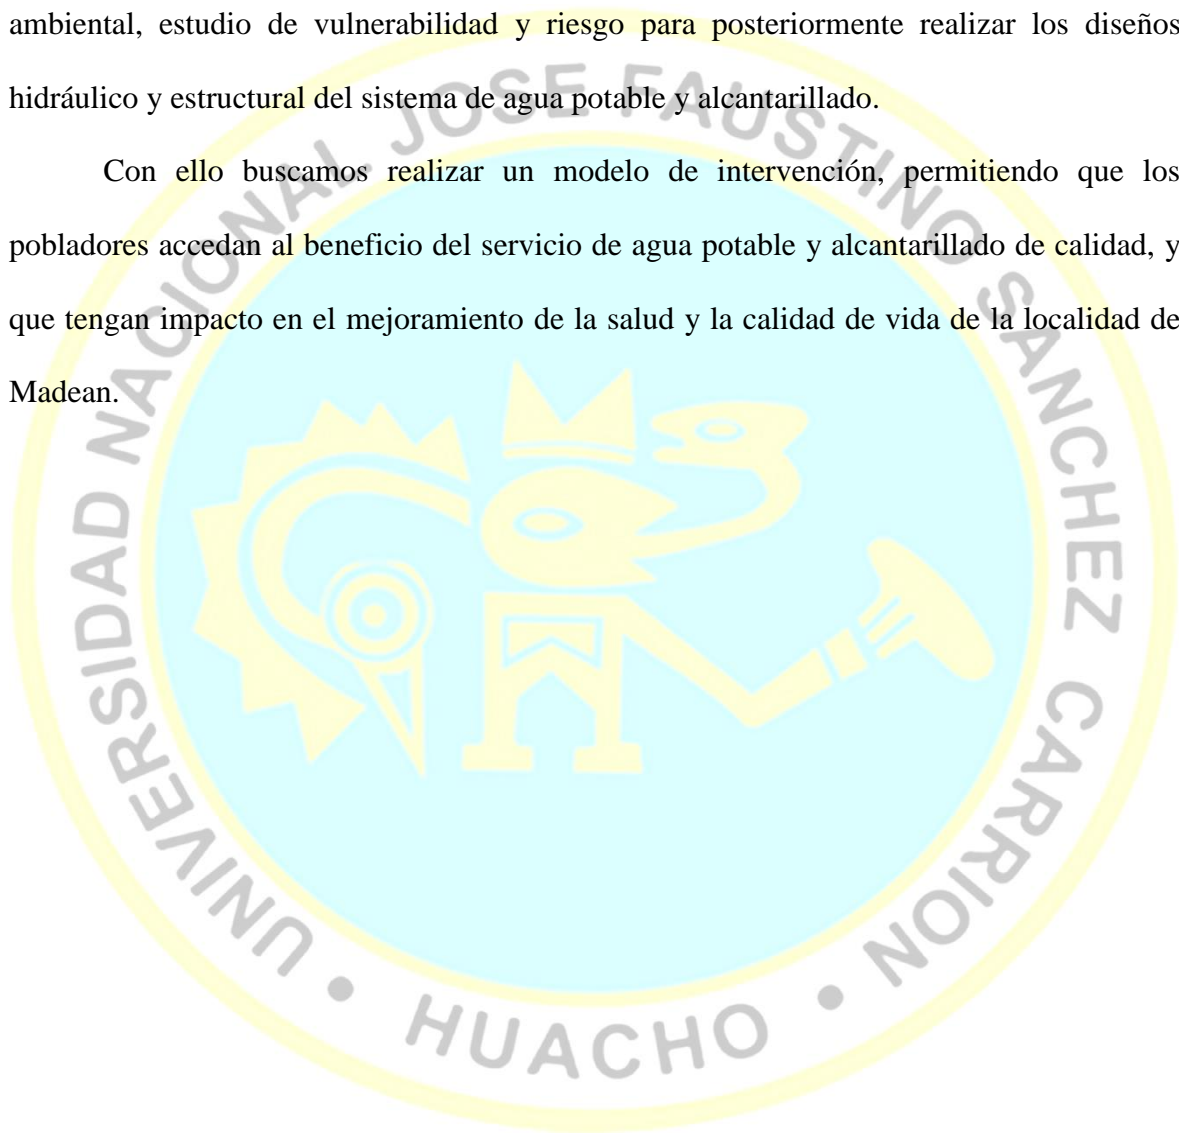 ambiental, estudio de vulnerabilidad y riesgo para posteriormente realizar los diseños
hidráulico y estructural del sistema de agua potable y alcantarillado.
Con ello buscamos realizar un modelo de intervención, permitiendo que los
pobladores accedan al beneficio del servicio de agua potable y alcantarillado de calidad, y
que tengan impacto en el mejoramiento de la salud y la calidad de vida de la localidad de
Madean.
UNIVERSIDAD NACIONAL JOSE FAUSTINO SANCHEZ CARRION • HUACHO •